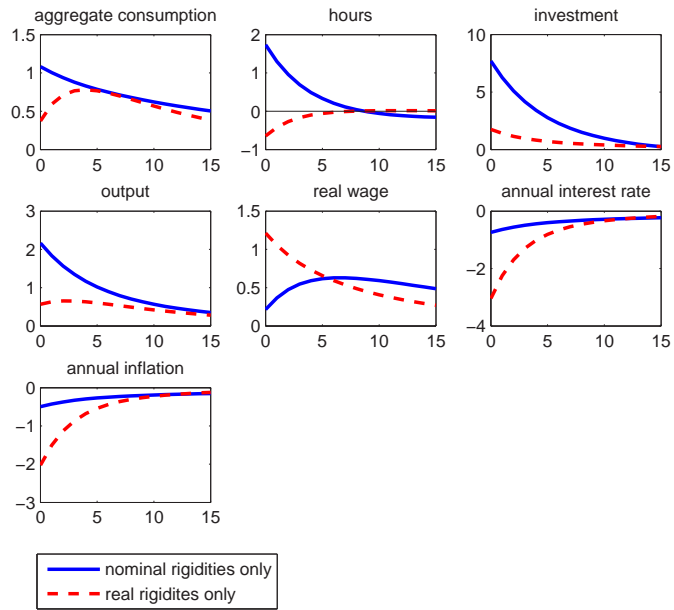 aggregate consumption
1.5
1
0.5
0
0 5 10 15
hours
2
1
0
−1
0 5 10 15
investment
10
5
0
0 5 10 15
output
3
2
1
0
0 5 10 15
real wage
1.5
1
0.5
0
0 5 10 15
annual interest rate
0
−2
−4
0 5 10 15
annual inflation
0
−1
−2
−3
0 5 10 15
nominal rigidities only
real rigidites only